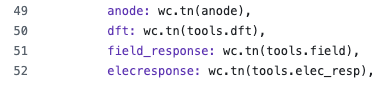 49 anode: wc.tn(anode),
50 dft: wc.tn(tools.dft),
51 field_response: wc.tn(tools.field),
52 elecresponse: wc.tn(tools.elec_resp),